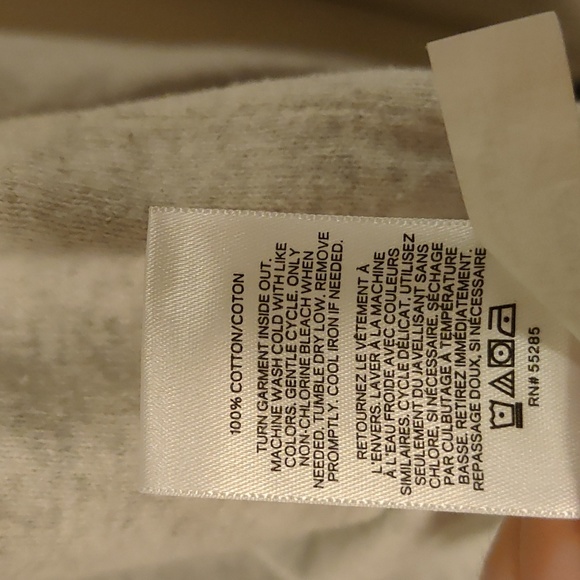 100% COTTON/COTON
TURN GARMENT INSIDE OUT.
MACHINE WASH COLD WITH LIKE
COLORS. GENTLE CYCLE. ONLY
NON-CHLORINE BLEACH WHEN
NEEDED. TUMBLE DRY LOW. REMOVE
PROMPTLY. COOL IRON IF NEEDED.
RETOURNEZ LE VÊTEMENT À
L'ENVERS. LAVER À LA MACHINE
À L'EAU FROIDE AVEC COULEURS
SIMILAIRES. CYCLE DÉLICAT. UTILISEZ
SEULEMENT DU JAVELLISANT SANS
CHLORE, SI NÉCESSAIRE. SÉCHAGE
PAR CULBUTAGE À TEMPÉRATURE
BASSE. RETIREZ IMMÉDIATEMENT.
REPASSAGE DOUX, SI NÉCESSAIRE
RN# 55285